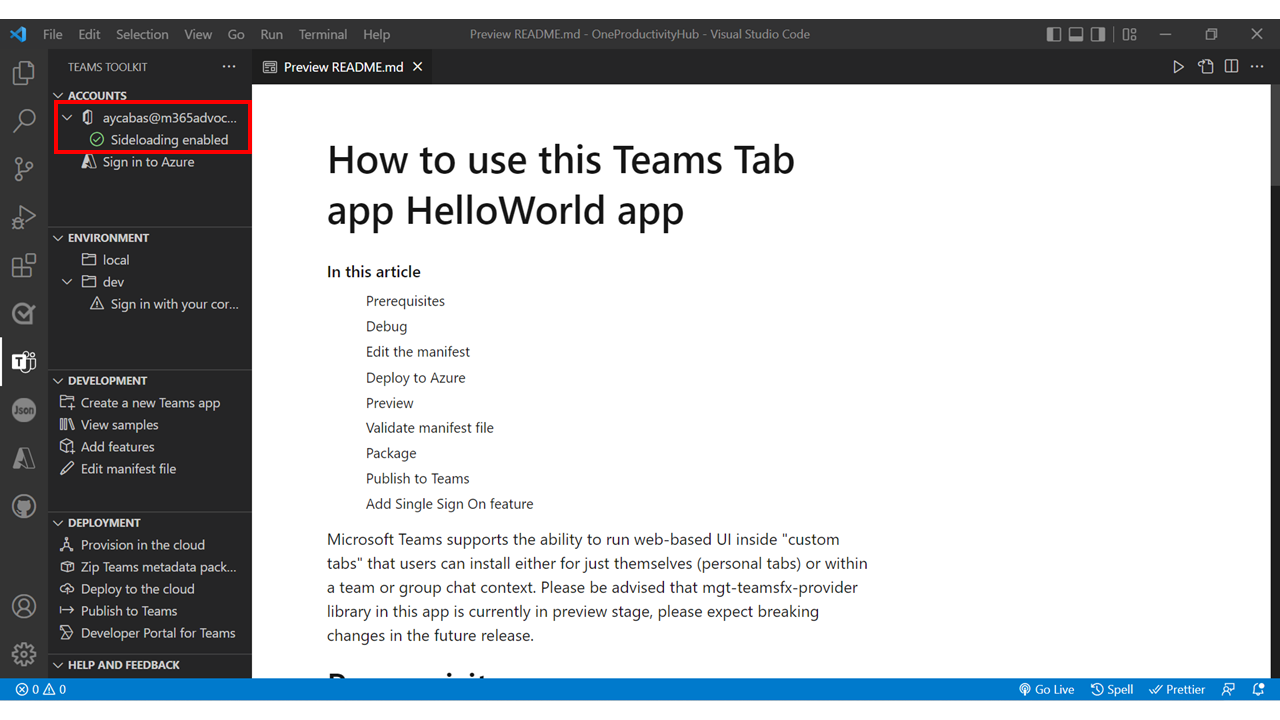 File Edit Selection View Go Run Terminal Help
Preview README.md - OneProductivityHub - Visual Studio Code
TEAMS TOOLKIT
ACCOUNTS
aycabas@m365advoc...
Sideloading enabled
Sign in to Azure
ENVIRONMENT
local
dev
Sign in with your cor...
DEVELOPMENT
Create a new Teams app
View samples
Add features
Edit manifest file
DEPLOYMENT
Provision in the cloud
Zip Teams metadata pack...
Deploy to the cloud
Publish to Teams
Developer Portal for Teams
HELP AND FEEDBACK
T
Json
Preview README.md
How to use this Teams Tab
app HelloWorld app
In this article
Prerequisites
Debug
Edit the manifest
Deploy to Azure
Preview
Validate manifest file
Package
Publish to Teams
Add Single Sign On feature
Microsoft Teams supports the ability to run web-based UI inside "custom
tabs" that users can install either for just themselves (personal tabs) or within
a team or group chat context. Please be advised that mgt-teamsfx-provider
library in this app is currently in preview stage, please expect breaking
changes in the future release.
0 0
Go Live Spell Prettier